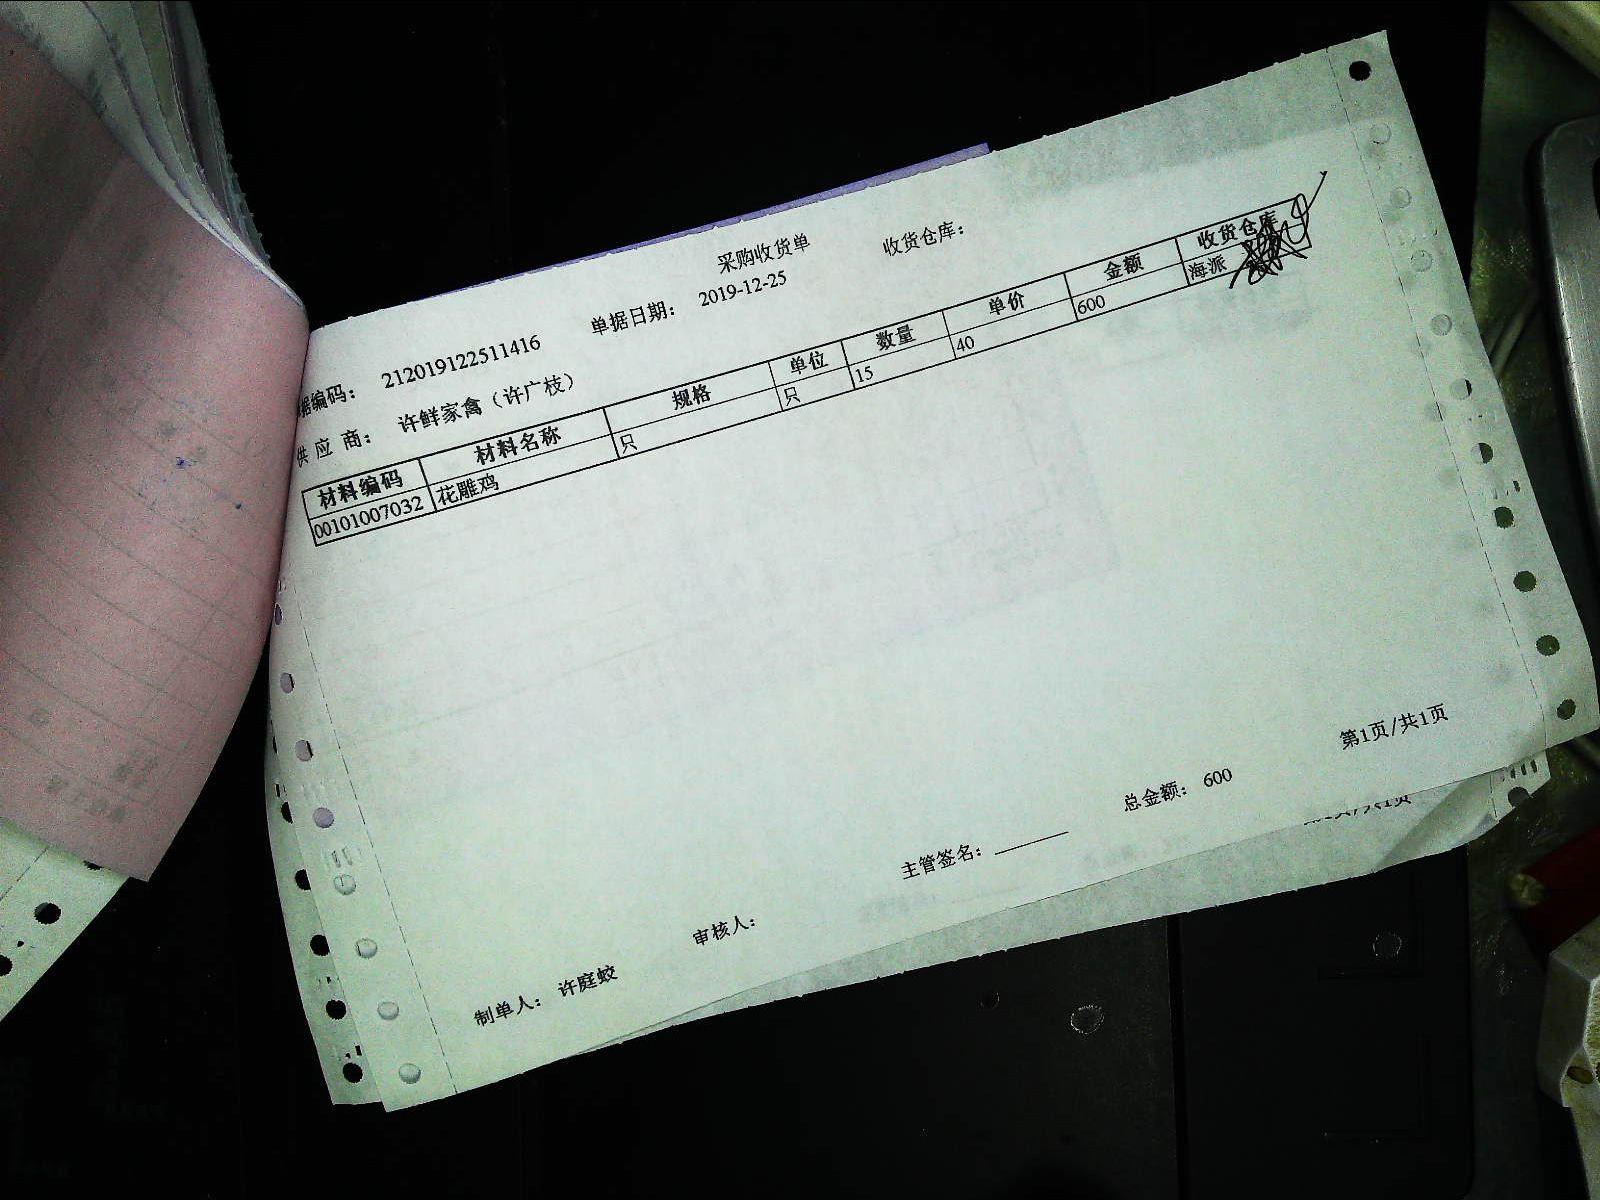 采购收货单 收货仓库：
据编码： 212019122511416 单据日期： 2019-12-25
供 应 商： 许鲜家禽（许广枝）
材料编码 材料名称 规格 单位 数量 单价 金额 收货仓库
00101007032 花雕鸡 只 只 15 40 600 海派
总金额： 600 第1页/共1页
制单人： 许庭蛟 审核人： 主管签名：